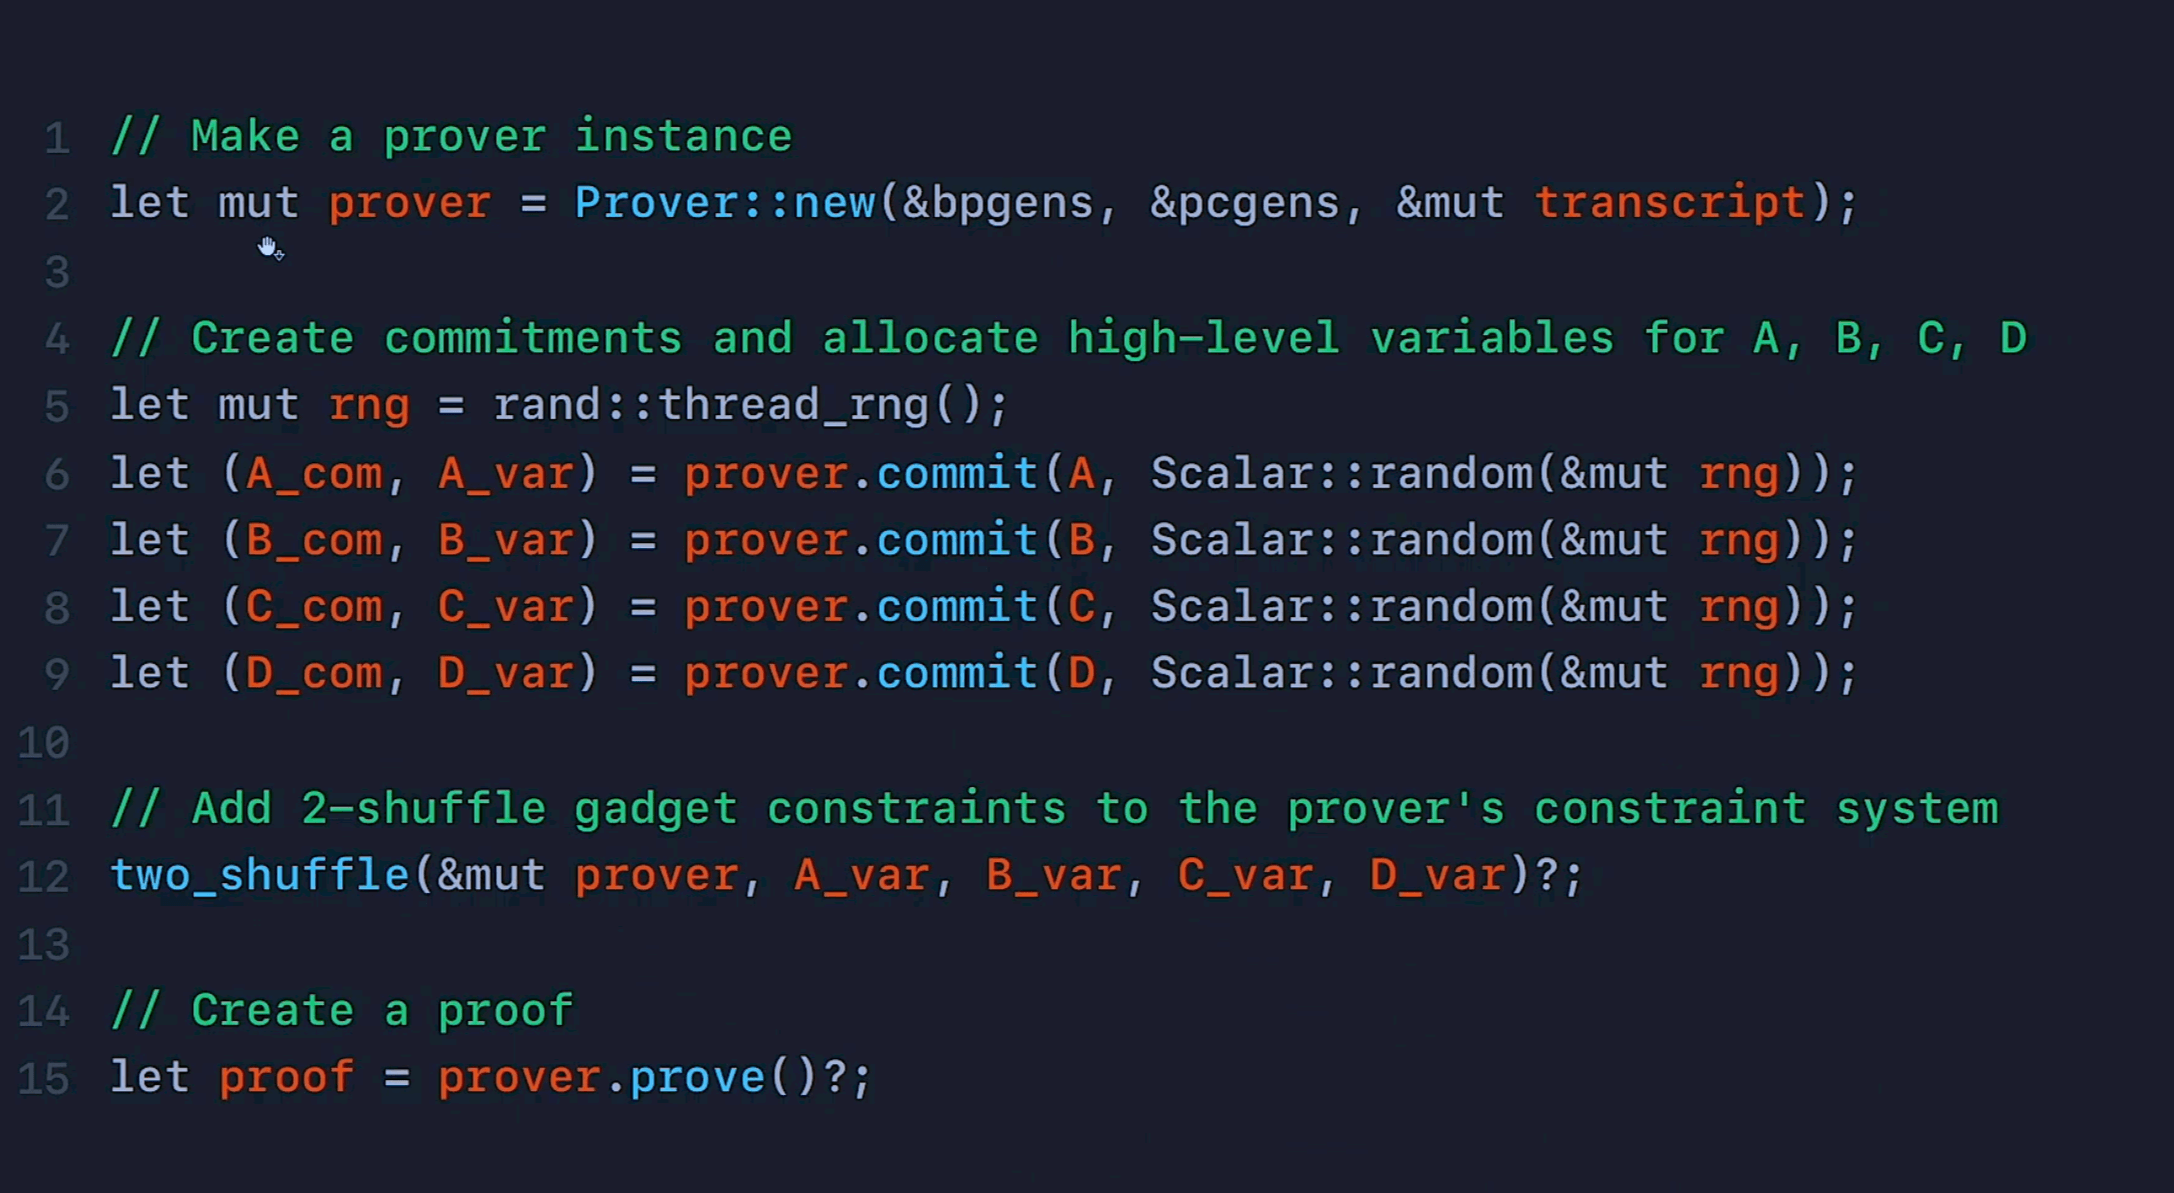 1 // Make a prover instance
2 let mut prover = Prover::new(&bpgens, &pcgens, &mut transcript);
3
4 // Create commitments and allocate high-level variables for A, B, C, D
5 let mut rng = rand::thread_rng();
6 let (A_com, A_var) = prover.commit(A, Scalar::random(&mut rng));
7 let (B_com, B_var) = prover.commit(B, Scalar::random(&mut rng));
8 let (C_com, C_var) = prover.commit(C, Scalar::random(&mut rng));
9 let (D_com, D_var) = prover.commit(D, Scalar::random(&mut rng));
10
11 // Add 2-shuffle gadget constraints to the prover's constraint system
12 two_shuffle(&mut prover, A_var, B_var, C_var, D_var)?;
13
14 // Create a proof
15 let proof = prover.prove()?;